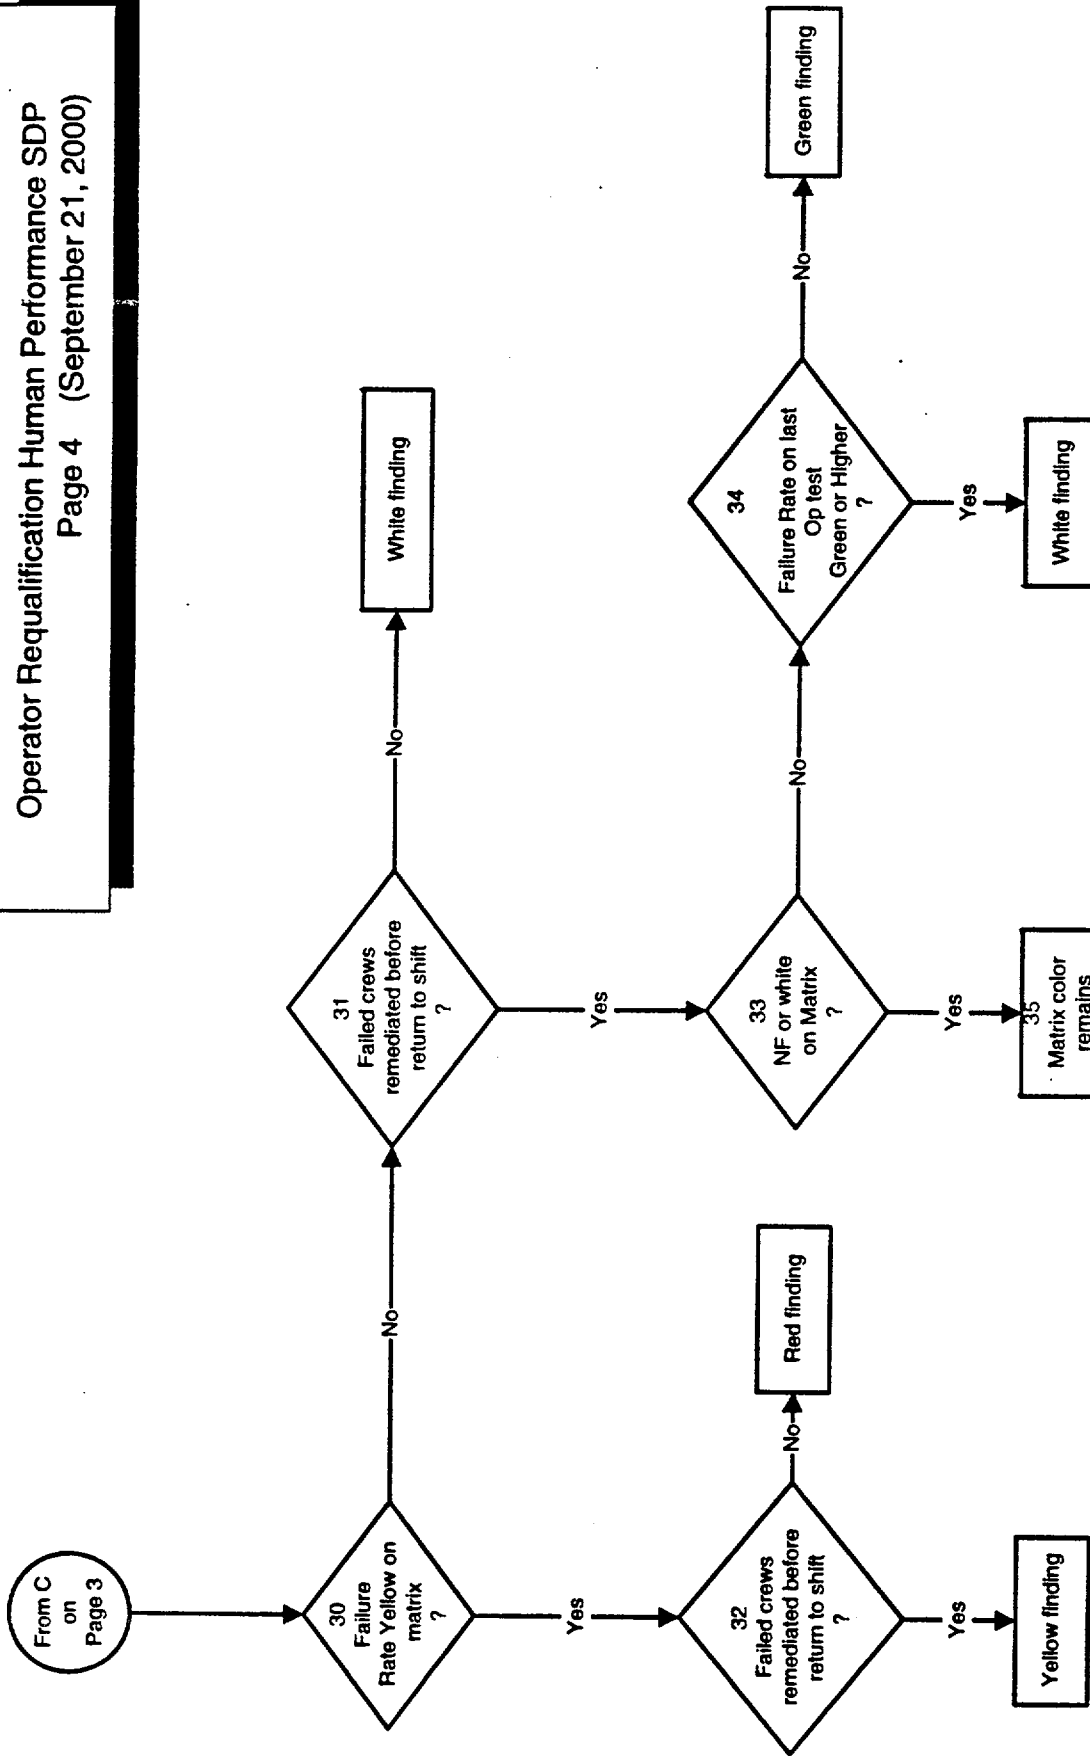 Operator Requalification Human Performance SDP
Page 4 (September 21, 2000)
From C
on
Page 3
30
Failure
Rate Yellow on
matrix
?
No
Yes
31
Failed crews
remediated before
return to shift
?
No
White finding
Yes
32
Failed crews
remediated before
return to shift
?
No
Red finding
Yes
Yellow finding
33
NF or white
on Matrix
?
No
Yes
35
Matrix color
remains
34
Failure Rate on last
Op test
Green or Higher
?
No
Green finding
Yes
White finding